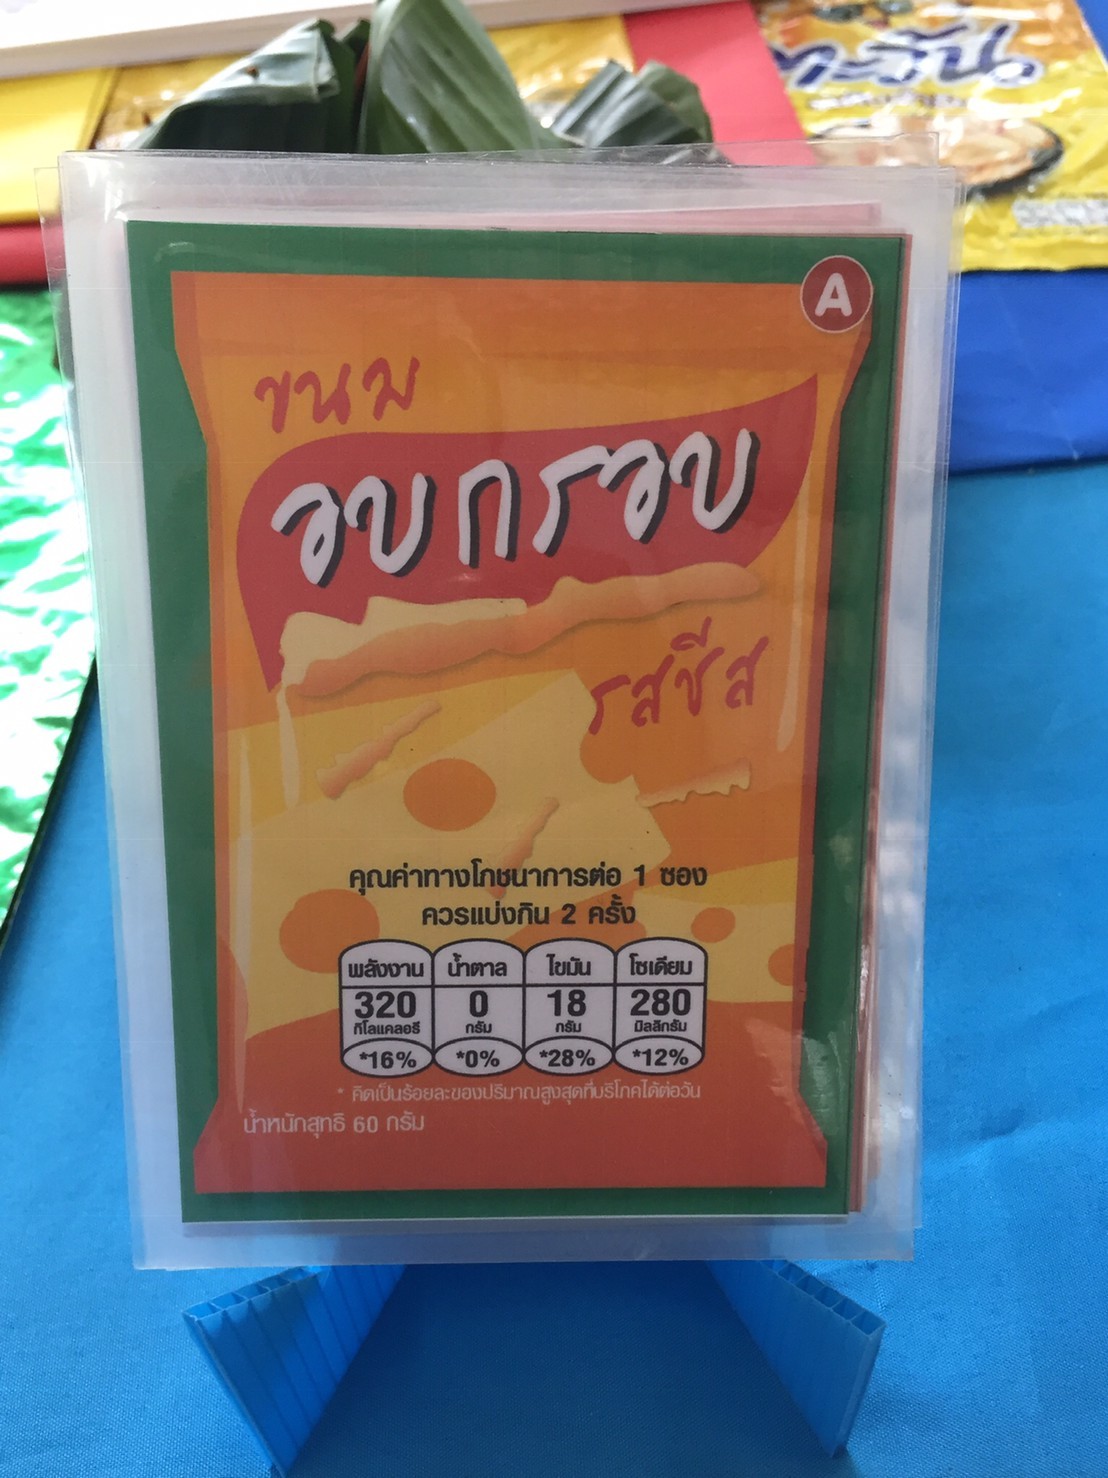 ทะวัน
A
ขนม
อบกรอบ
รสชีส
คุณค่าทางโภชนาการต่อ 1 ซอง
ควรแบ่งกิน 2 ครั้ง
พลังงาน น้ำตาล ไขมัน โซเดียม
320 0 18 280
กิโลแคลอรี กรัม กรัม มิลลิกรัม
*16% *0% *28% *12%
* คิดเป็นร้อยละของปริมาณสูงสุดที่บริโภคได้ต่อวัน
น้ำหนักสุทธิ 60 กรัม